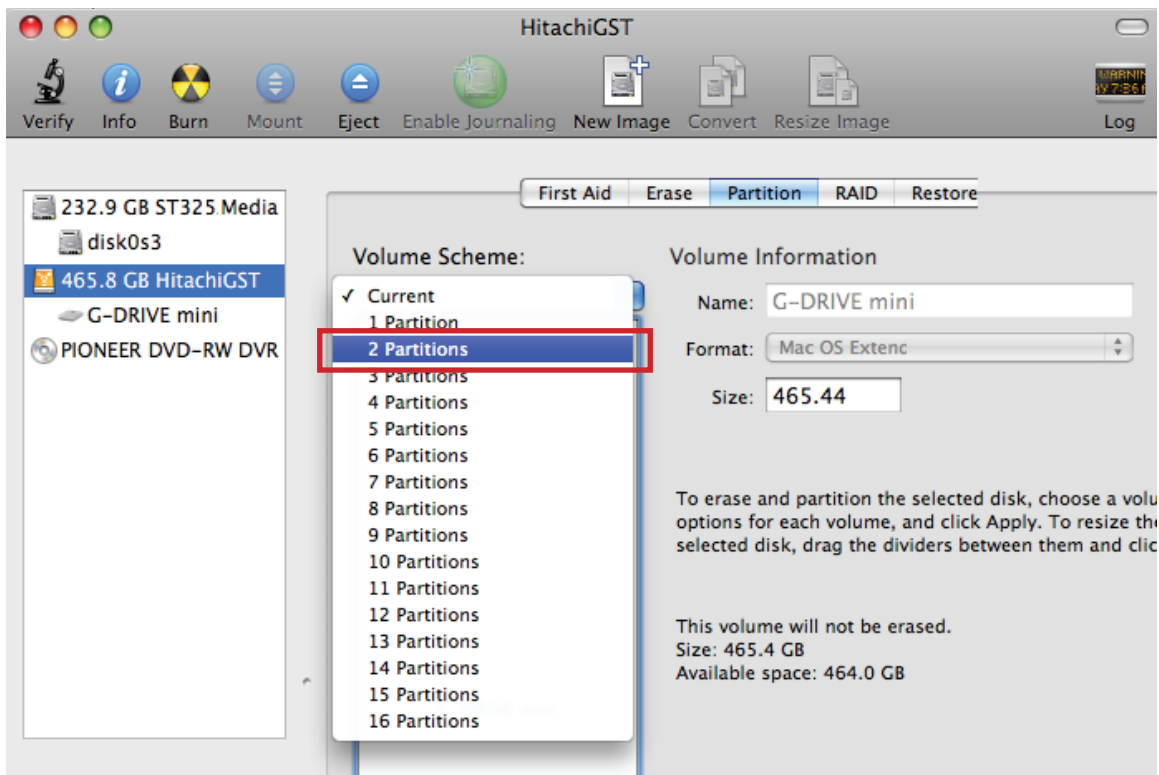 HitachiGST
Verify Info Burn Mount Eject Enable Journaling New Image Convert Resize Image Log
First Aid Erase Partition RAID Restore
232.9 GB ST325 Media
disk0s3
465.8 GB HitachiGST
G-DRIVE mini
PIONEER DVD-RW DVR
Volume Scheme:
✓ Current
1 Partition
2 Partitions
3 Partitions
4 Partitions
5 Partitions
6 Partitions
7 Partitions
8 Partitions
9 Partitions
10 Partitions
11 Partitions
12 Partitions
13 Partitions
14 Partitions
15 Partitions
16 Partitions
Volume Information
Name: G-DRIVE mini
Format: Mac OS Extenc
Size: 465.44
To erase and partition the selected disk, choose a volu
options for each volume, and click Apply. To resize the
selected disk, drag the dividers between them and clic
This volume will not be erased.
Size: 465.4 GB
Available space: 464.0 GB